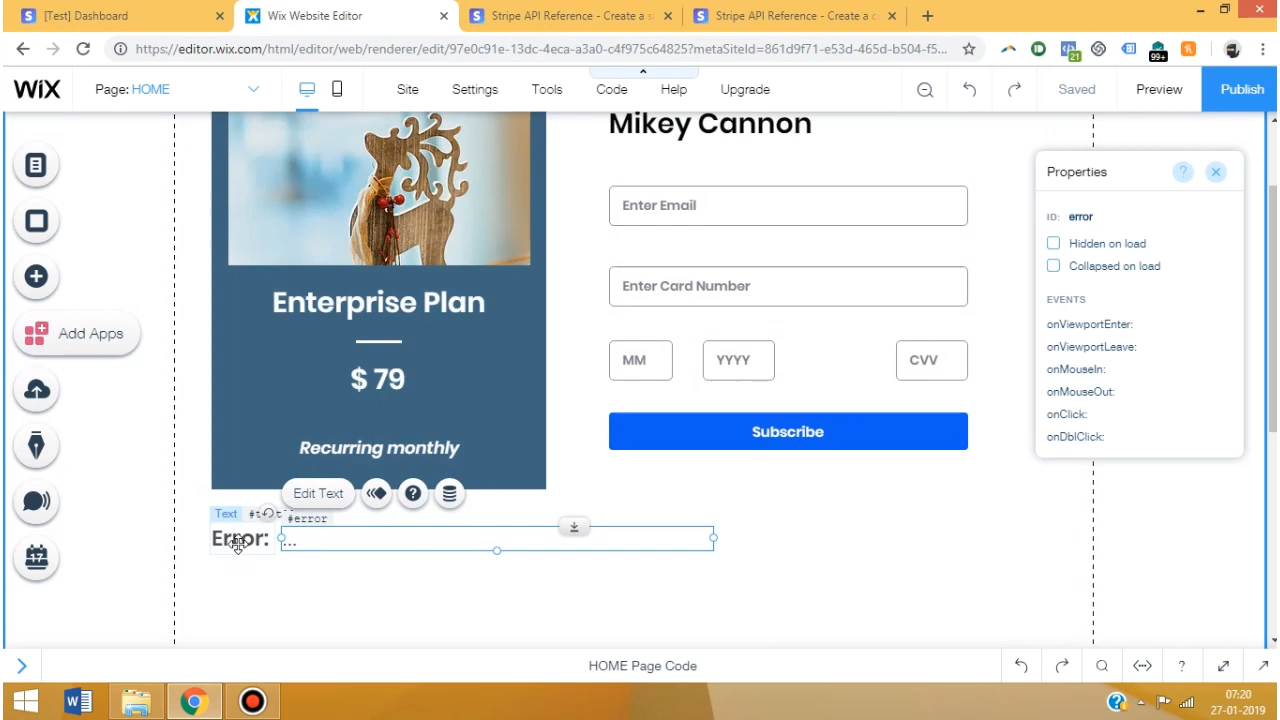 [Test] Dashboard
Wix Website Editor
Stripe API Reference - Create a s
Stripe API Reference - Create a c
https://editor.wix.com/html/editor/web/renderer/edit/97e0c91e-13dc-4eca-a3a0-c4f975c64825?metaSiteId=861d9f71-e53d-465d-b504-f5...
21
99+
WiX
Page: HOME
Site
Settings
Tools
Code
Help
Upgrade
Saved
Preview
Publish
Mikey Cannon
Enter Email
Enter Card Number
MM
YYYY
CVV
Subscribe
Enterprise Plan
$ 79
Recurring monthly
Add Apps
17
Edit Text
Text
#error
Error:
...
Properties
?
ID: error
Hidden on load
Collapsed on load
EVENTS
onViewportEnter:
onViewportLeave:
onMouseIn:
onMouseOut:
onClick:
onDblClick:
HOME Page Code
?
07:20
27-01-2019